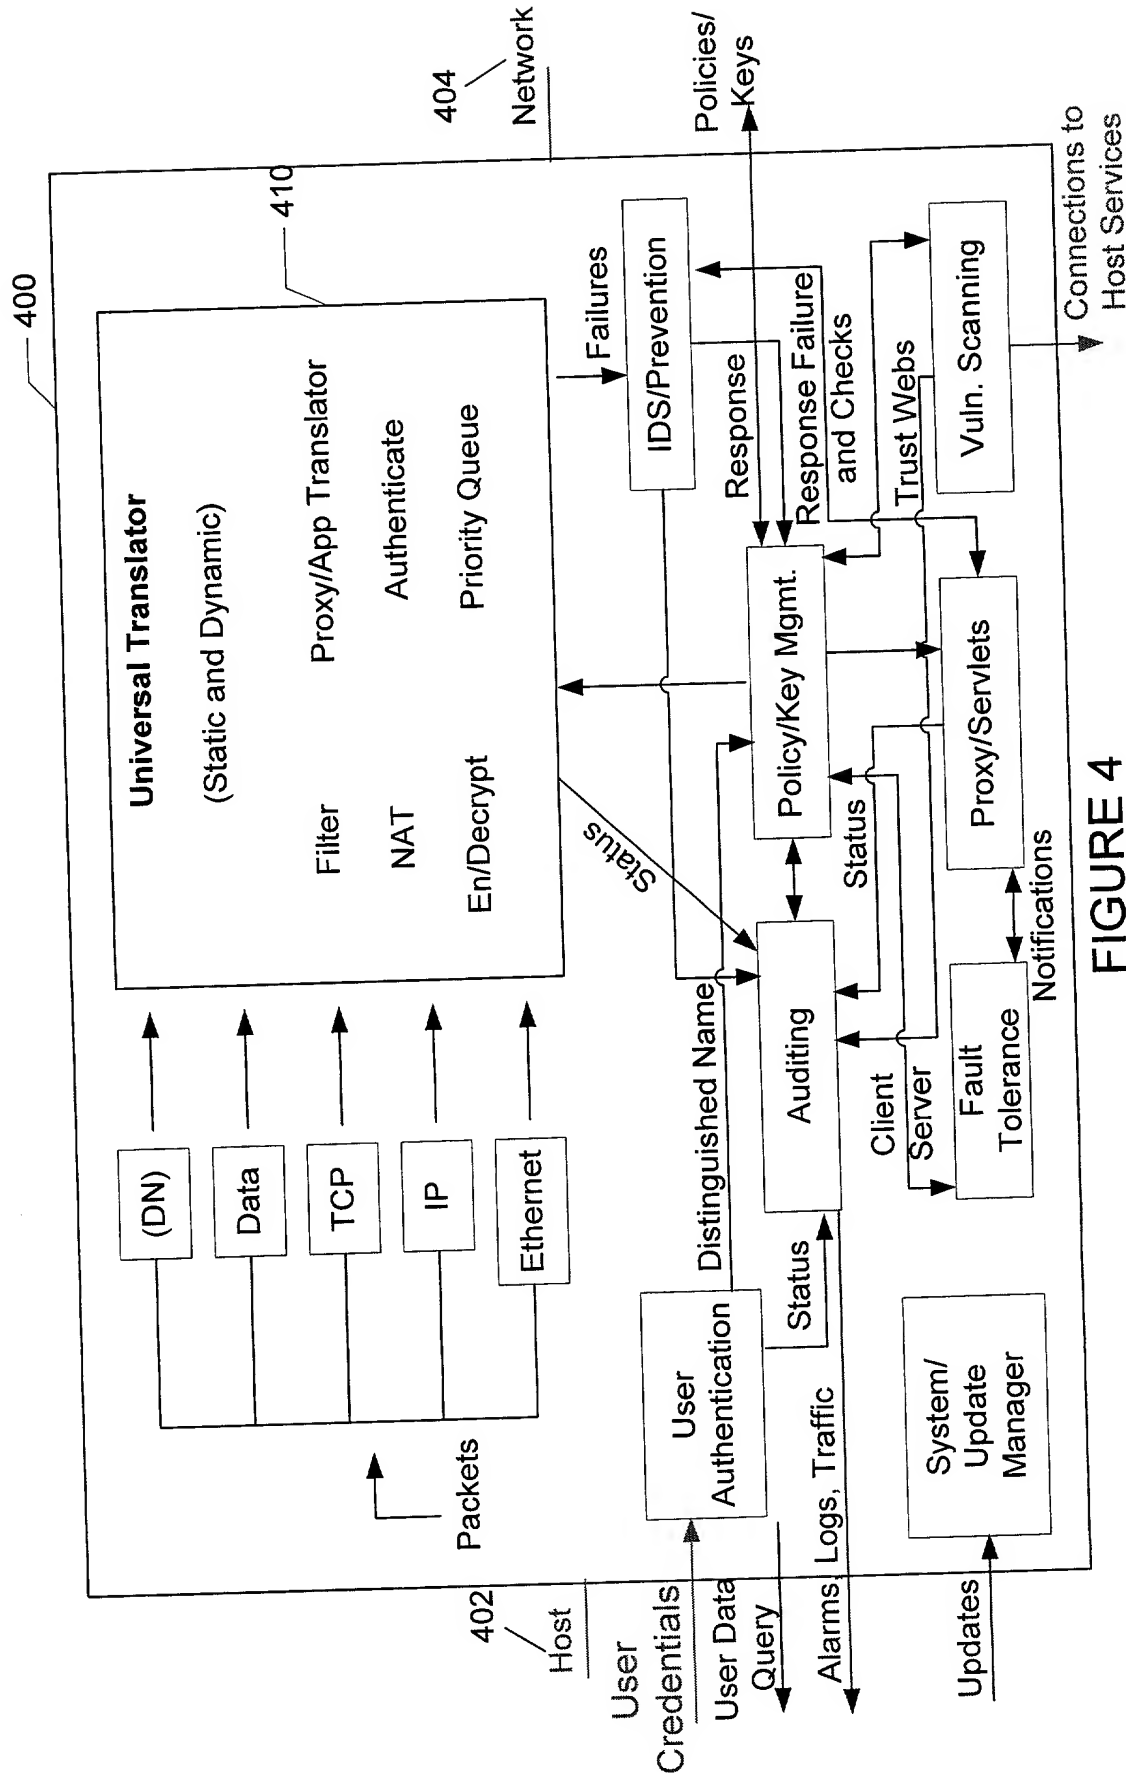 400
404
Network
410
Universal Translator
(Static and Dynamic)
Filter
Proxy/App Translator
NAT
Authenticate
En/Decrypt
Priority Queue
(DN)
Data
TCP
IP
Ethernet
Packets
402
Host
Failures
Status
IDS/Prevention
User
Credentials
User
Authentication
User Data
Query
Distinguished Name
Status
Response
Policies/
Keys
Auditing
Policy/Key Mgmt.
Response Failure
and Checks
Alarms, Logs, Traffic
Status
Client
Server
Trust Webs
System/
Update
Manager
Updates
Fault
Tolerance
Proxy/Servlets
Vuln. Scanning
Notifications
Connections to
Host Services
FIGURE 4